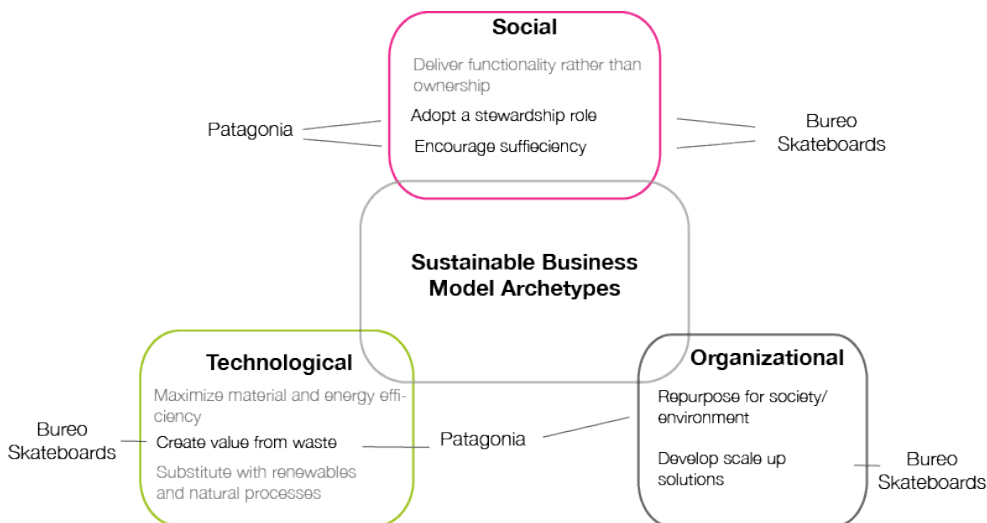 Social
Deliver functionality rather than
ownership
Adopt a stewardship role
Encourage suffieciency
Patagonia
Bureo
Skateboards
Sustainable Business
Model Archetypes
Technological
Maximize material and energy effi-
ciency
Create value from waste
Substitute with renewables
and natural processes
Bureo
Skateboards
Patagonia
Organizational
Repurpose for society/
environment
Develop scale up
solutions
Bureo
Skateboards